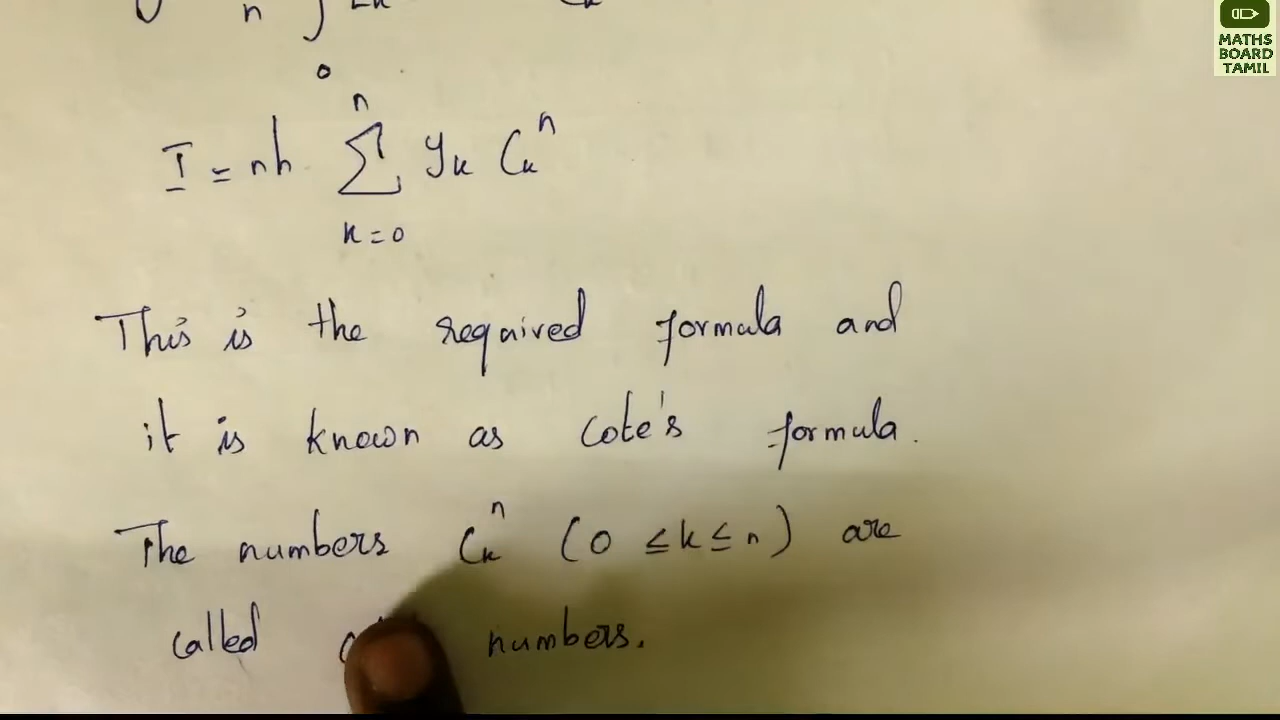 MATHS
BOARD
TAMIL
n
0
I = nh n Σ k=0 yk Ck^n
This is the required formula and
it is known as cote's formula.
The numbers Ck^n (0 ≤ k ≤ n) are
called numbers.